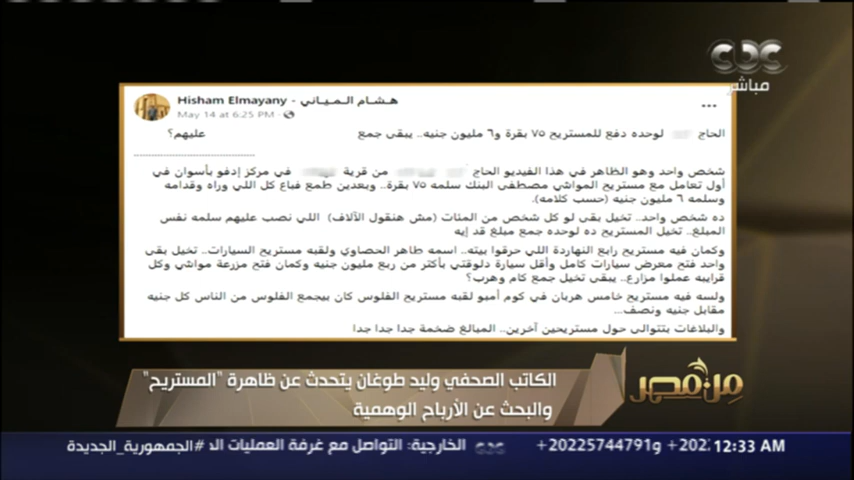 cbc
مباشر
Hisham Elmayany - هشام المياني
May 14 at 6:25 PM
الحاج لوحده دفع للمستريح ٧٥ بقرة و٦ مليون جنيه.. يبقى جمع عليهم؟
شخص واحد وهو الظاهر في هذا الفيديو الحاج من قرية في مركز إدفو بأسوان في
أول تعامل مع مستريح المواشي مصطفى البنك سلمه ٧٥ بقرة.. وبعدين طمع فباع كل اللي وراه وقدامه
وسلمه ٦ مليون جنيه (حسب كلامه).
ده شخص واحد.. تخيل بقى لو كل شخص من المئات (مش هنقول الآلاف) اللي نصب عليهم سلمه نفس
المبلغ.. تخيل المستريح ده لوحده جمع مبلغ قد إيه
وكمان فيه مستريح رابع النهاردة اللي حرقوا بيته.. اسمه طاهر الحصاوي ولقبه مستريح السيارات.. تخيل بقى
واحد فتح معرض سيارات كامل وأقل سيارة دلوقتي بأكتر من ربع مليون جنيه وكمان فتح مزرعة مواشي وكل
قرايبه عملوا مزارع.. يبقى تخيل جمع كام وهرب؟
ولسه فيه مستريح خامس هربان في كوم أمبو لقبه مستريح الفلوس كان بيجمع الفلوس من الناس كل جنيه
مقابل جنيه ونصف...
والبلاغات بتتوالى حول مستريحين آخرين.. المبالغ ضخمة جدا جدا جدا
الكاتب الصحفي وليد طوغان يتحدث عن ظاهرة "المستريح"
والبحث عن الأرباح الوهمية
من مصر
الخارجية: التواصل مع غرفة العمليات الد #الجمهورية_الجديدة
cbc
+20225744791 و202+
12:33 AM